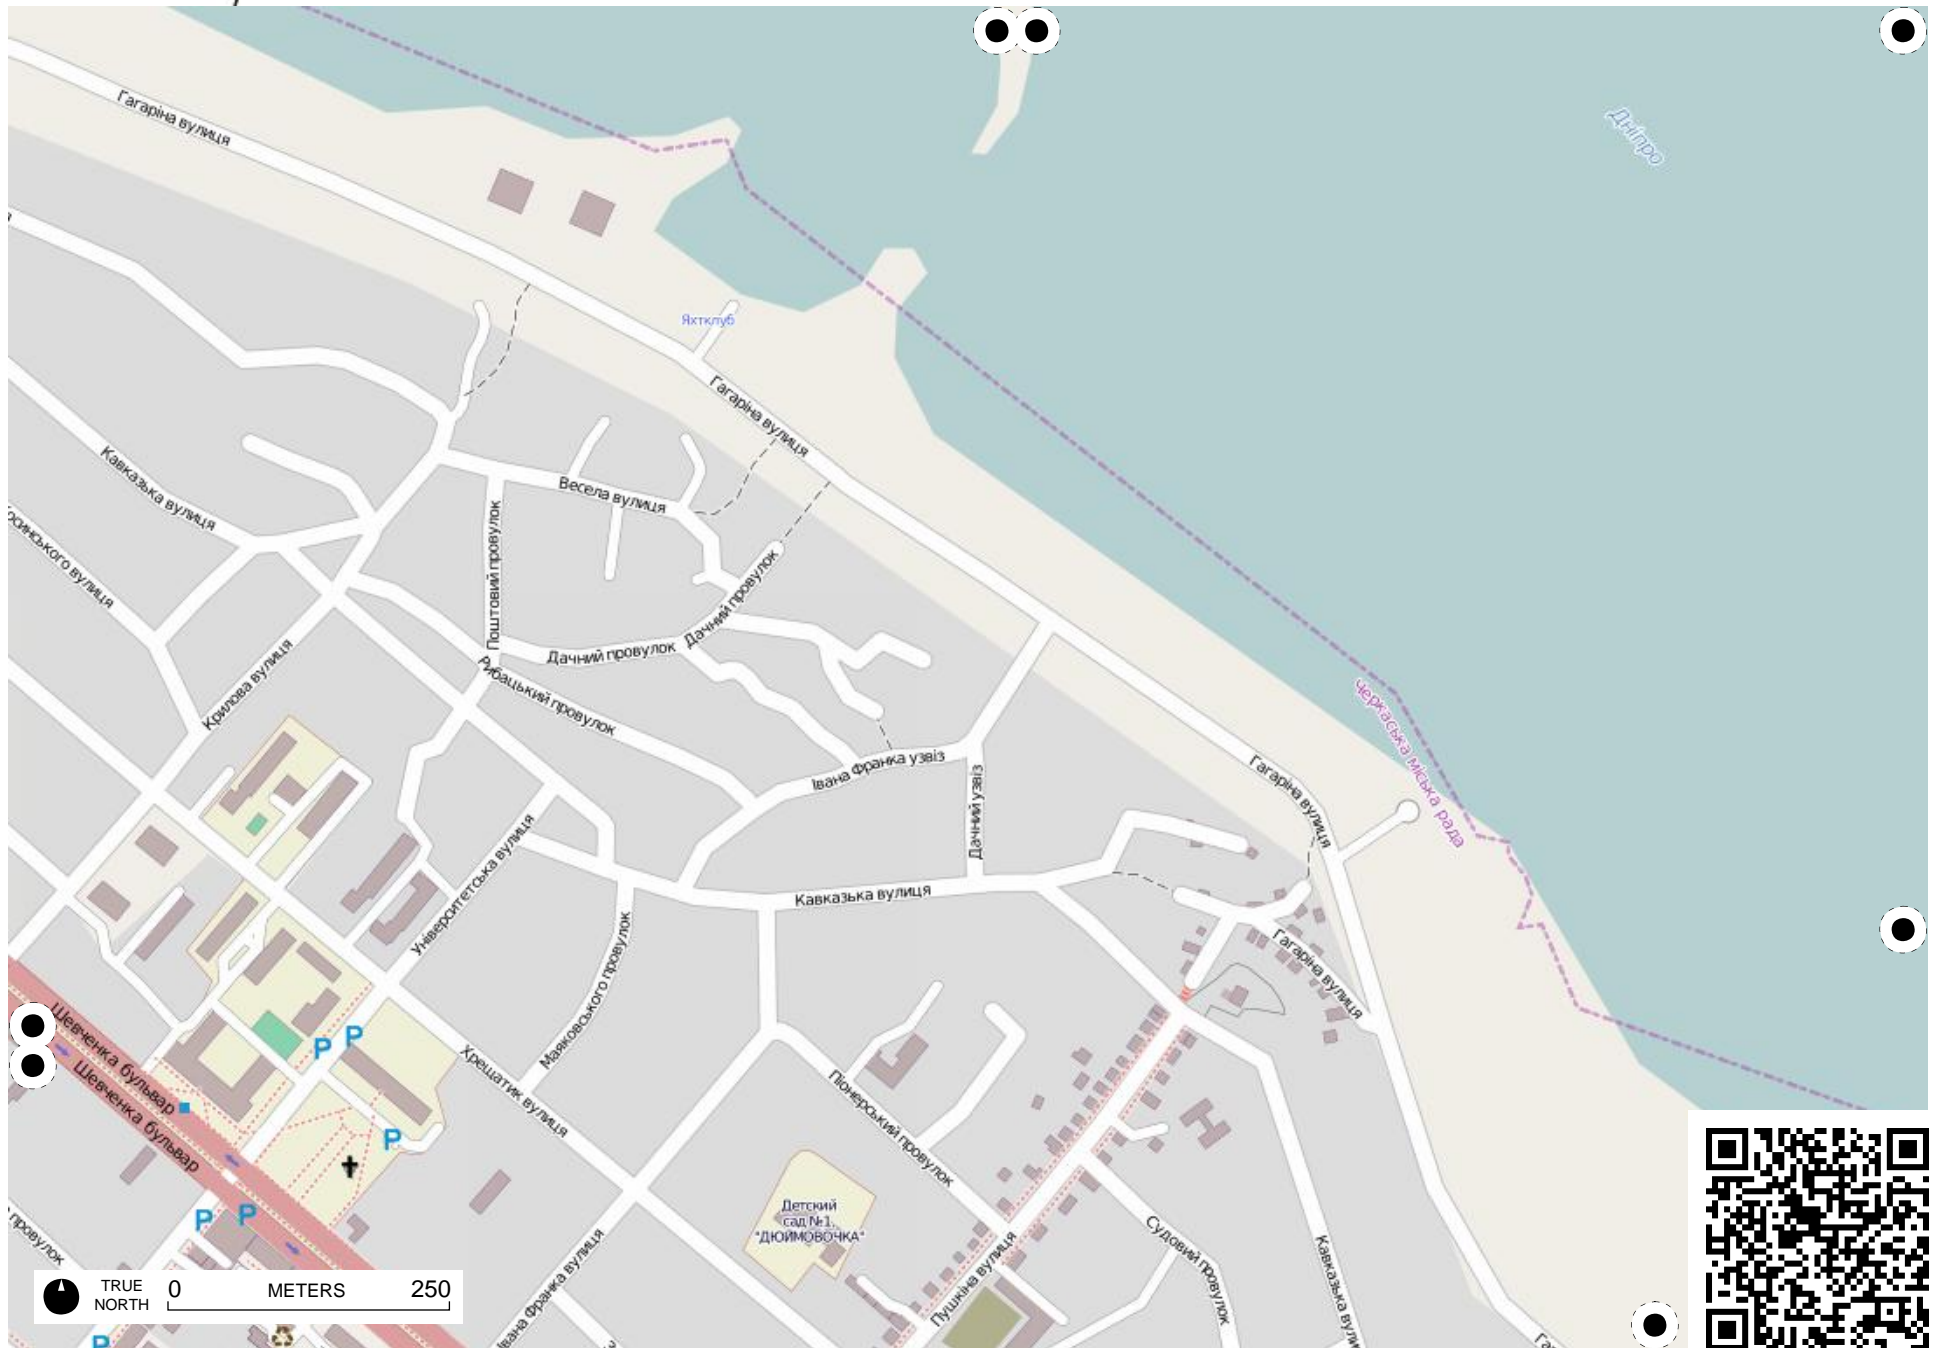 Гагаріна вулиця
Дніпро
Яхтклуб
Гагаріна вулиця
Кавказька вулиця
Весела вулиця
Поштовий провулок
Дачний провулок
Дачний провулок
Рибацький провулок
Крилова вулиця
Черкаська міська рада
Івана Франка узвіз
Дачний узвіз
Гагаріна вулиця
Університетська вулиця
Кавказька вулиця
Маяковського провулок
Гагаріна вулиця
Шевченка бульвар
Шевченка бульвар
P
P
P
P
P
P
Хрещатик вулиця
Піонерський провулок
Детский
сад №1,
"ДЮЙМОВОЧКА"
Судовий провулок
Пушкіна вулиця
Кавказька вули
Івана Франка вулиця
провулок
TRUE
NORTH
0
METERS
250